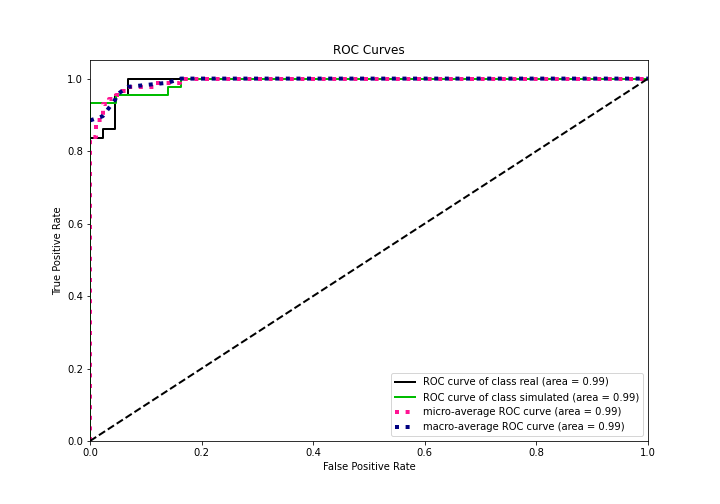 ROC Curves
True Positive Rate
1.0
0.8
0.6
0.4
0.2
0.0
0.0 0.2 0.4 0.6 0.8 1.0
False Positive Rate
ROC curve of class real (area = 0.99)
ROC curve of class simulated (area = 0.99)
micro-average ROC curve (area = 0.99)
macro-average ROC curve (area = 0.99)